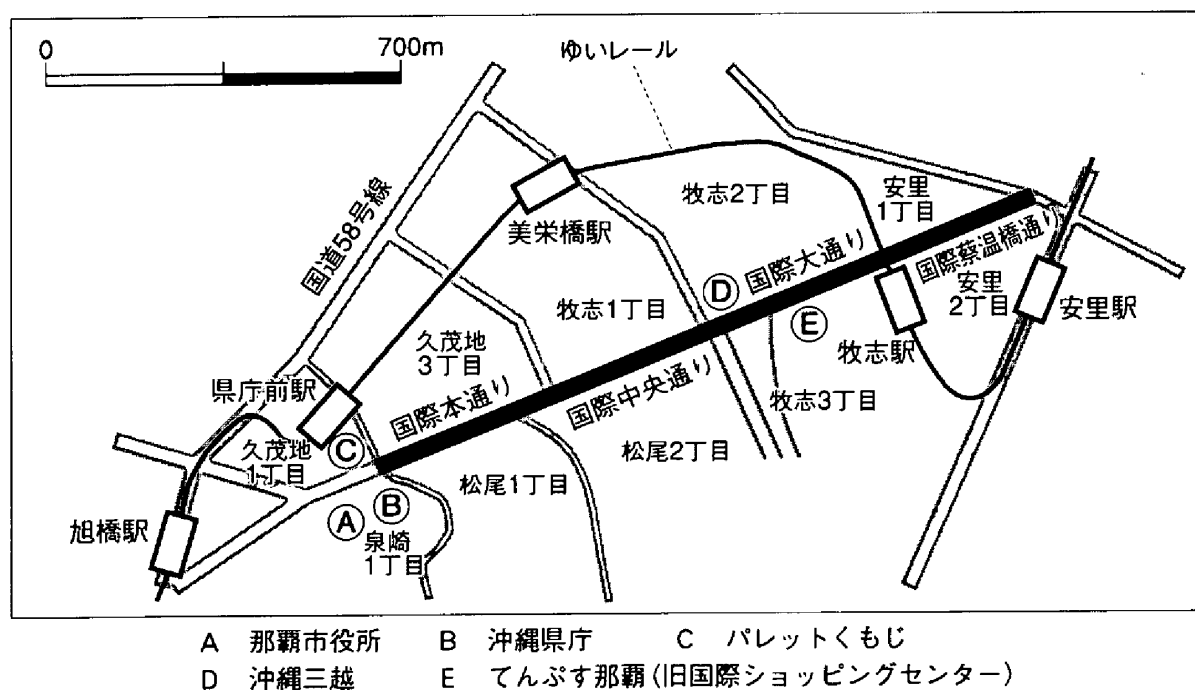 0
700m
ゆいレール
国道58号線
美栄橋駅
牧志2丁目
安里
1丁目
国際大通り
国際蔡温橋通り
D
E
安里
2丁目
安里駅
牧志駅
牧志1丁目
久茂地
3丁目
県庁前駅
国際本通り
国際中央通り
牧志3丁目
久茂地
1丁目
C
松尾1丁目
松尾2丁目
旭橋駅
A
B
泉崎
1丁目
A 那覇市役所 B 沖縄県庁 C パレットくもじ
D 沖縄三越 E てんぷす那覇(旧国際ショッピングセンター)